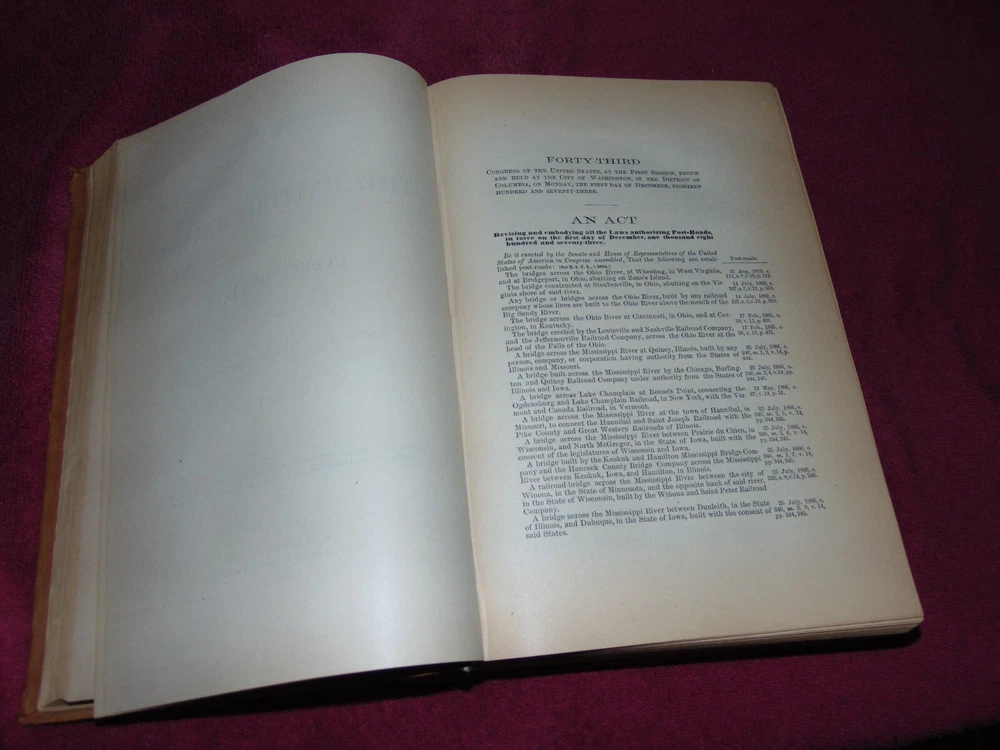 FORTY-THIRD
CONGRESS OF THE UNITED STATES, AT THE FIRST SESSION, BEGUN
AND HELD AT THE CITY OF WASHINGTON, IN THE DISTRICT OF
COLUMBIA, ON MONDAY, THE FIRST DAY OF DECEMBER, EIGHTEEN
HUNDRED AND SEVENTY-THREE.
AN ACT
Revising and embodying all the Laws authorizing Post-Roads,
in force on the first day of December, one thousand eight
hundred and seventy-three.
Be it enacted by the Senate and House of Representatives of the United
States of America in Congress assembled, That the following are estab-
lished post-roads:
Post-roads.
The bridges across the Ohio River, at Wheeling, in West Virginia,
and at Bridgeport, in Ohio, abutting on Zane's Island.
The bridge constructed at Steubenville, in Ohio, abutting on the Vir-
ginia shore of said river.
Any bridge or bridges across the Ohio River, built by any railroad
company whose lines are built to the Ohio River above the mouth of the
Big Sandy River.
The bridge across the Ohio River at Cincinnati, in Ohio, and at Cov-
ington, in Kentucky.
The bridge erected by the Louisville and Nashville Railroad Company,
and the Jeffersonville Railroad Company, across the Ohio River at the
head of the Falls of the Ohio.
A bridge across the Mississippi River at Quincy, Illinois, built by any
person, company, or corporation having authority from the States of
Illinois and Missouri.
A bridge built across the Mississippi River by the Chicago, Burling-
ton and Quincy Railroad Company under authority from the States of
Illinois and Iowa.
A bridge across Lake Champlain at Rouse's Point, connecting the
Ogdensburg and Lake Champlain Railroad, in New York, with the Ver
mont and Canada Railroad, in Vermont.
A bridge across the Mississippi River at the town of Hannibal, in
Missouri, to connect the Hannibal and Saint Joseph Railroad with the
Pike County and Great Western Railroads of Illinois.
A bridge across the Mississippi River between Prairie du Chien, in
Wisconsin, and North McGregor, in the State of Iowa, built with the
consent of the legislatures of Wisconsin and Iowa.
A bridge built by the Keokuk and Hamilton Mississippi Bridge Com-
pany and the Hancock County Bridge Company across the Mississippi
River between Keokuk, Iowa, and Hamilton, in Illinois.
A railroad bridge across the Mississippi River between the city of
Winona, in the State of Minnesota, and the opposite bank of said river,
in the State of Wisconsin, built by the Winona and Saint Peter Railroad
Company.
A bridge across the Mississippi River between Dunleith, in the State
of Illinois, and Dubuque, in the State of Iowa, built with the consent of
said States.